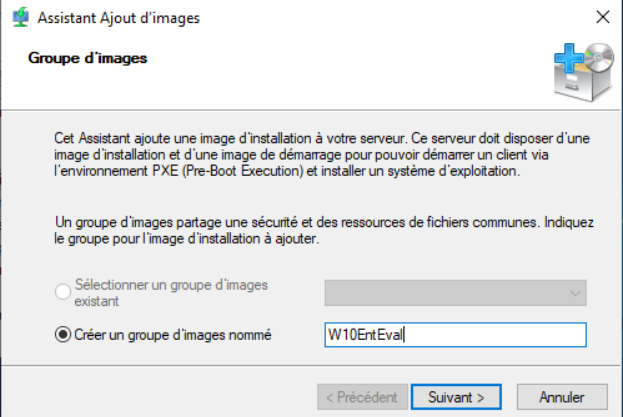 Assistant Ajout d'images
Groupe d'images
Cet Assistant ajoute une image d'installation à votre serveur. Ce serveur doit disposer d'une
image d'installation et d'une image de démarrage pour pouvoir démarrer un client via
l'environnement PXE (Pre-Boot Execution) et installer un système d'exploitation.
Un groupe d'images partage une sécurité et des ressources de fichiers communes. Indiquez
le groupe pour l'image d'installation à ajouter.
Sélectionner un groupe d'images
existant
Créer un groupe d'images nommé
W10EntEval
< Précédent
Suivant >
Annuler